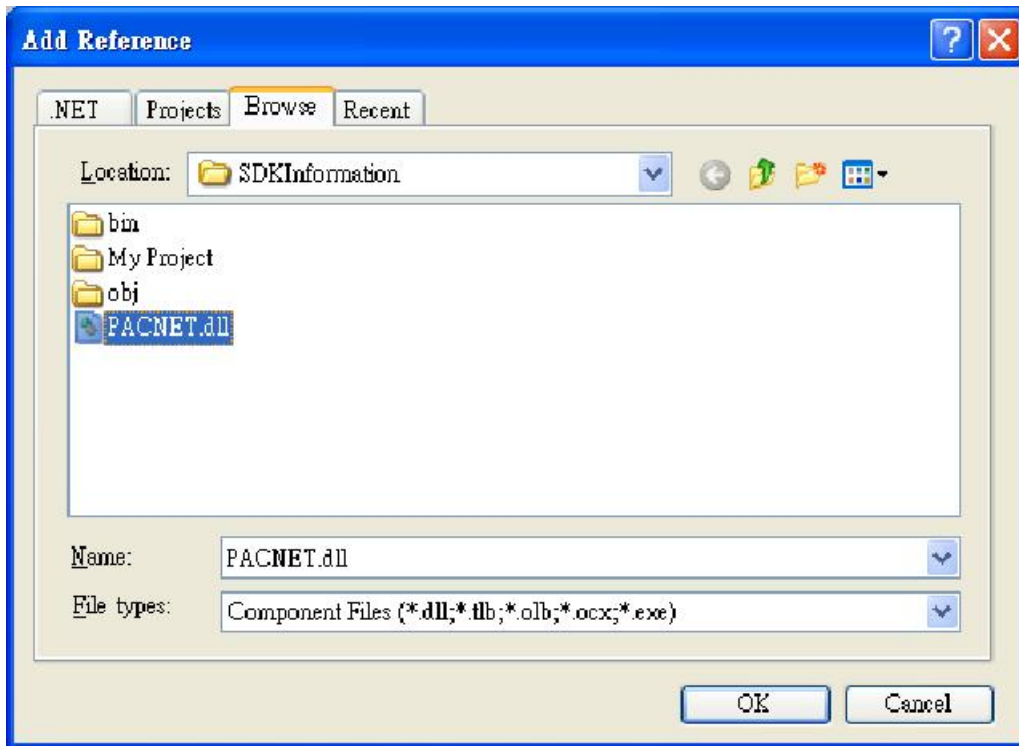 Add Reference
.NET Projects Browse Recent
Location: SDKInformation
bin
My Project
obj
PACNET.dll
Name: PACNET.dll
File types: Component Files (*.dll;*.tlb;*.olb;*.ocx;*.exe)
OK Cancel